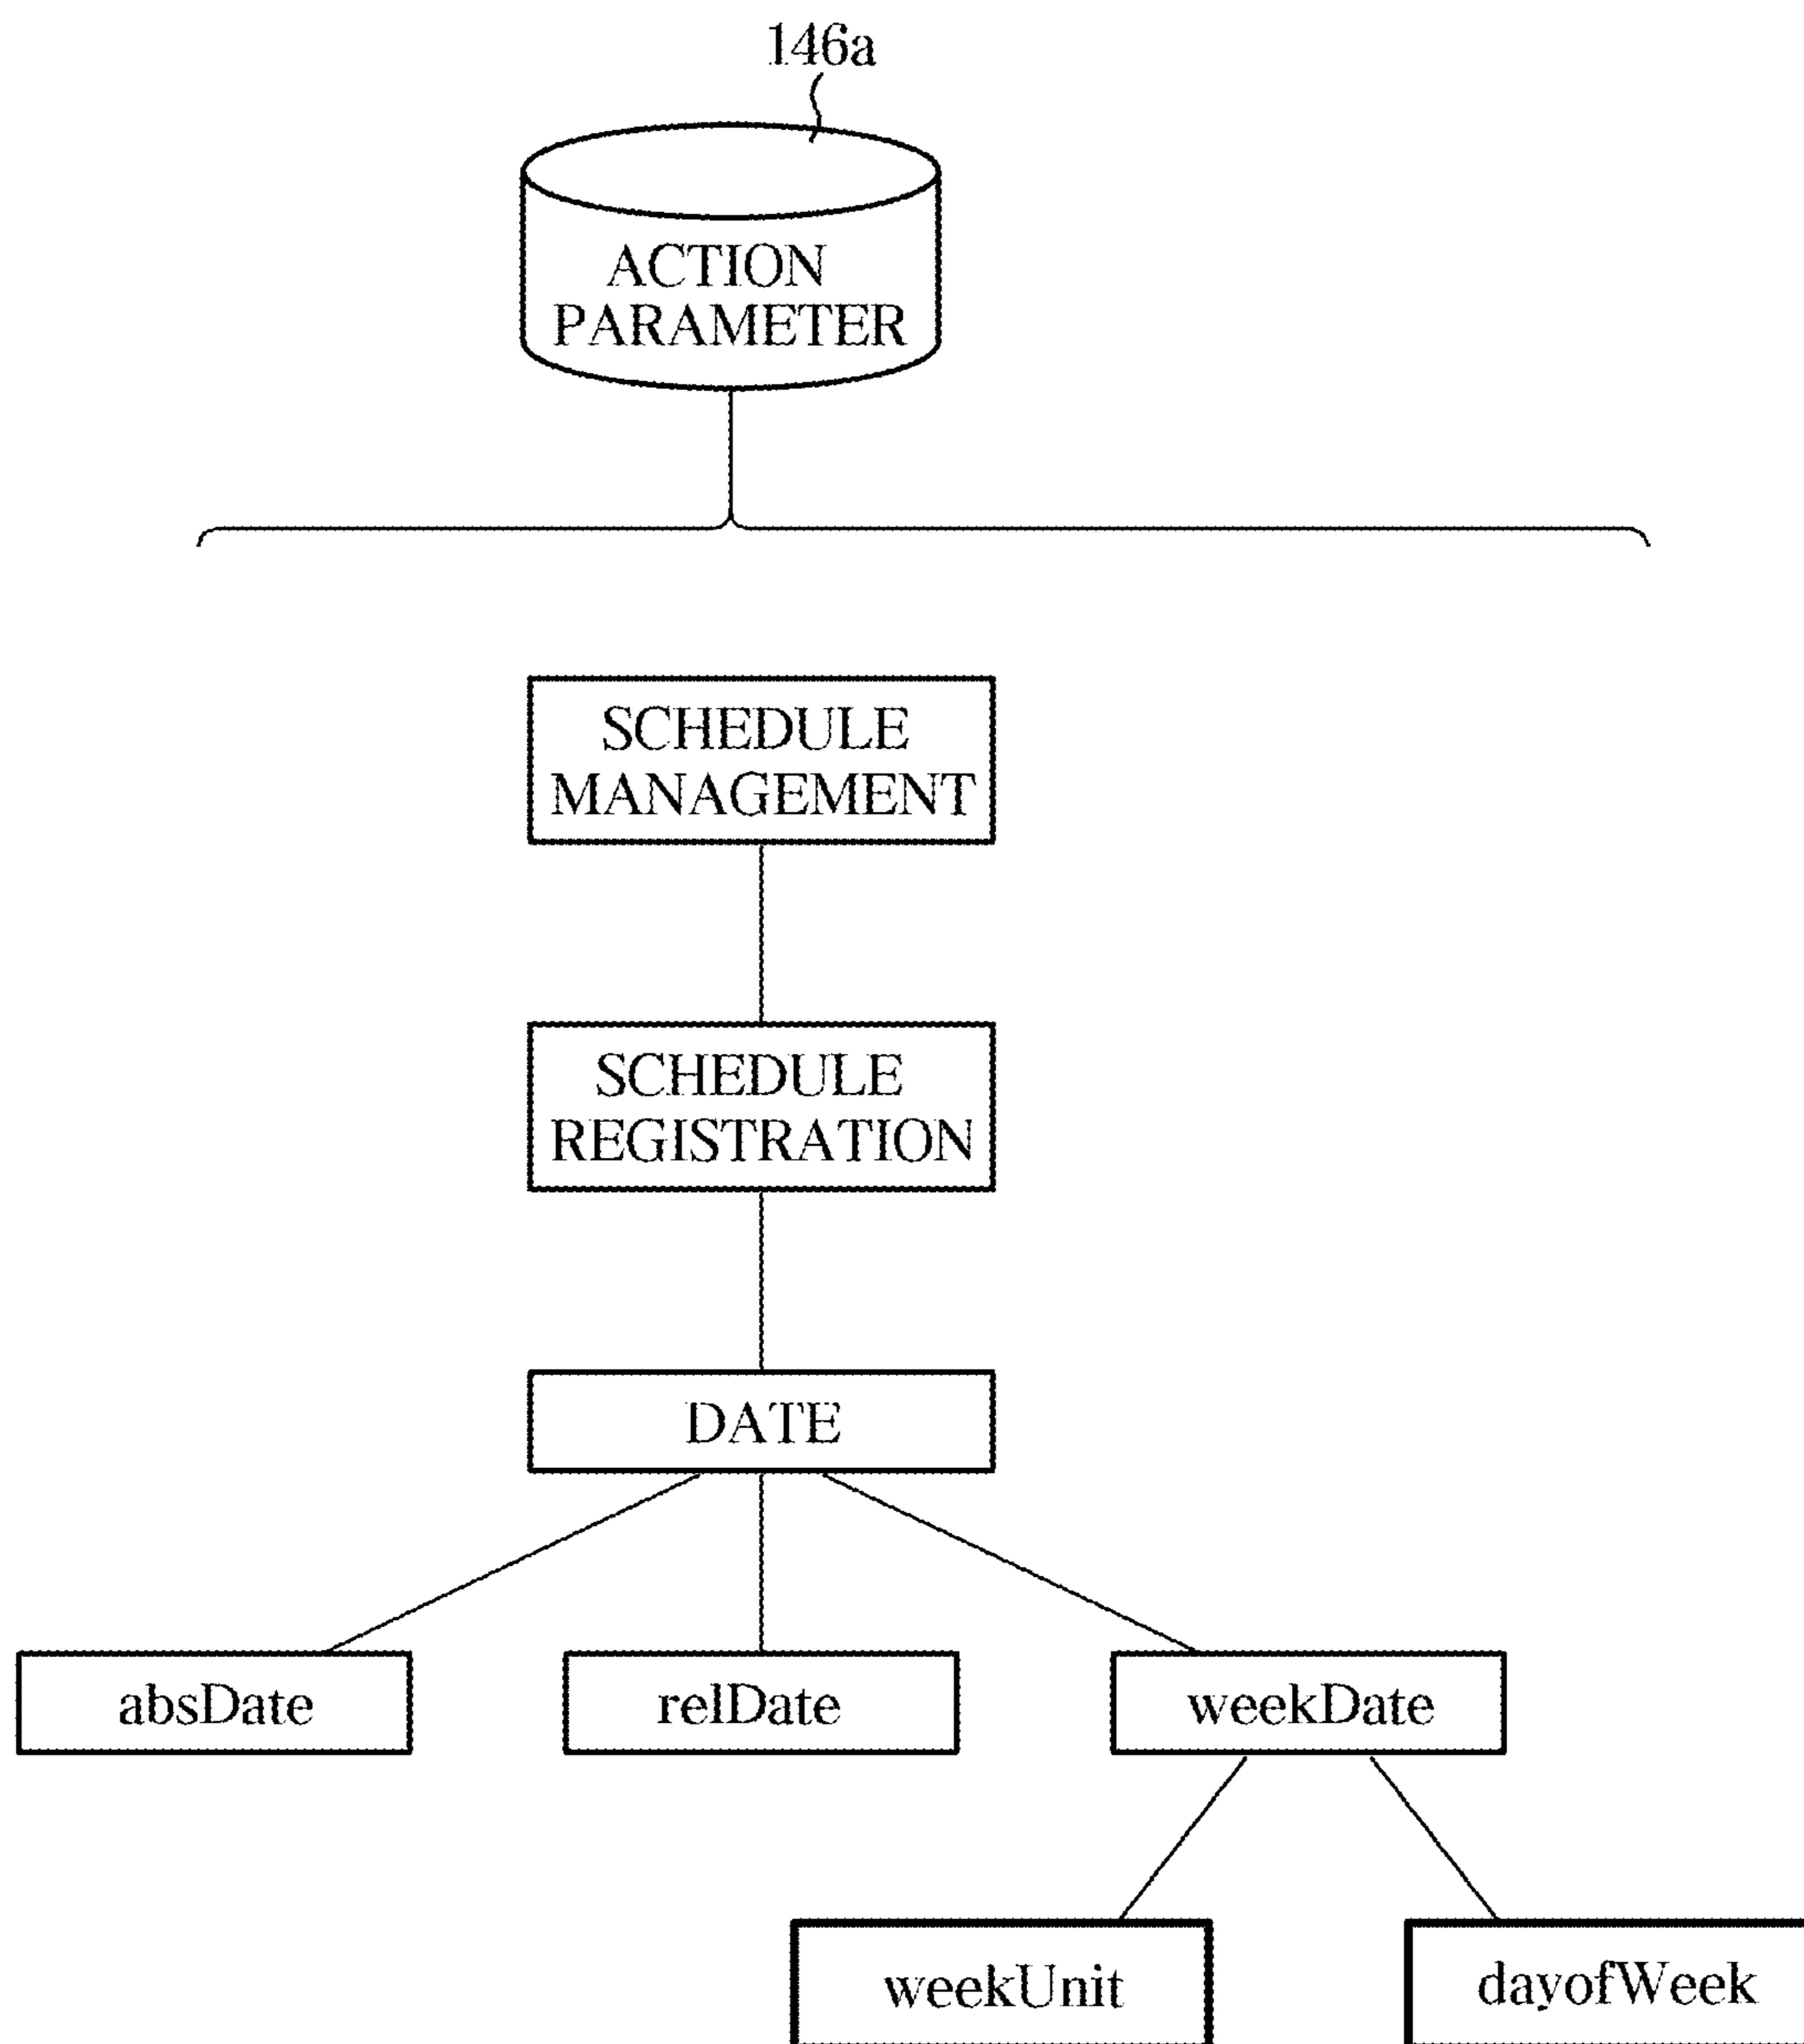 146a
ACTION
PARAMETER
SCHEDULE
MANAGEMENT
SCHEDULE
REGISTRATION
DATE
absDate
relDate
weekDate
weekUnit
dayofWeek